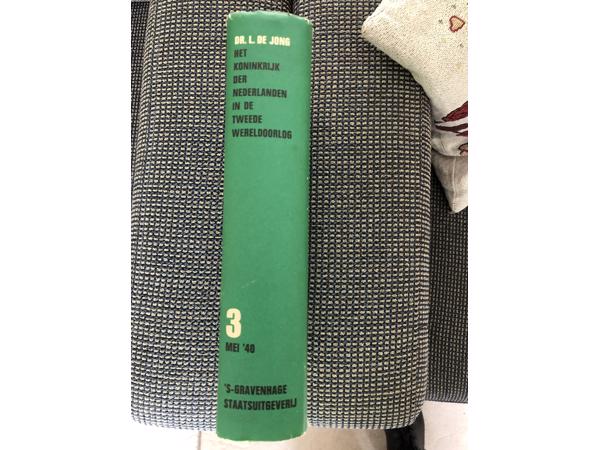 DR. L. DE JONG
HET
KONINKRIJK
DER
NEDERLANDEN
IN DE
TWEEDE
WERELDOORLOG
3
MEI '40
'S-GRAVENHAGE
STAATSUITGEVERIJ